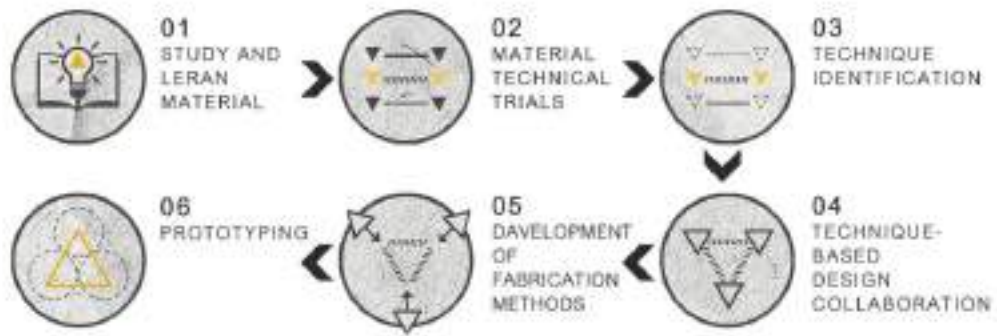 01
STUDY AND
LERAN
MATERIAL
02
MATERIAL
TECHNICAL
TRIALS
03
TECHNIQUE
IDENTIFICATION
04
TECHNIQUE-
BASED
DESIGN
COLLABORATION
05
DAVELOPMENT
OF
FABRICATION
METHODS
06
PROTOTYPING